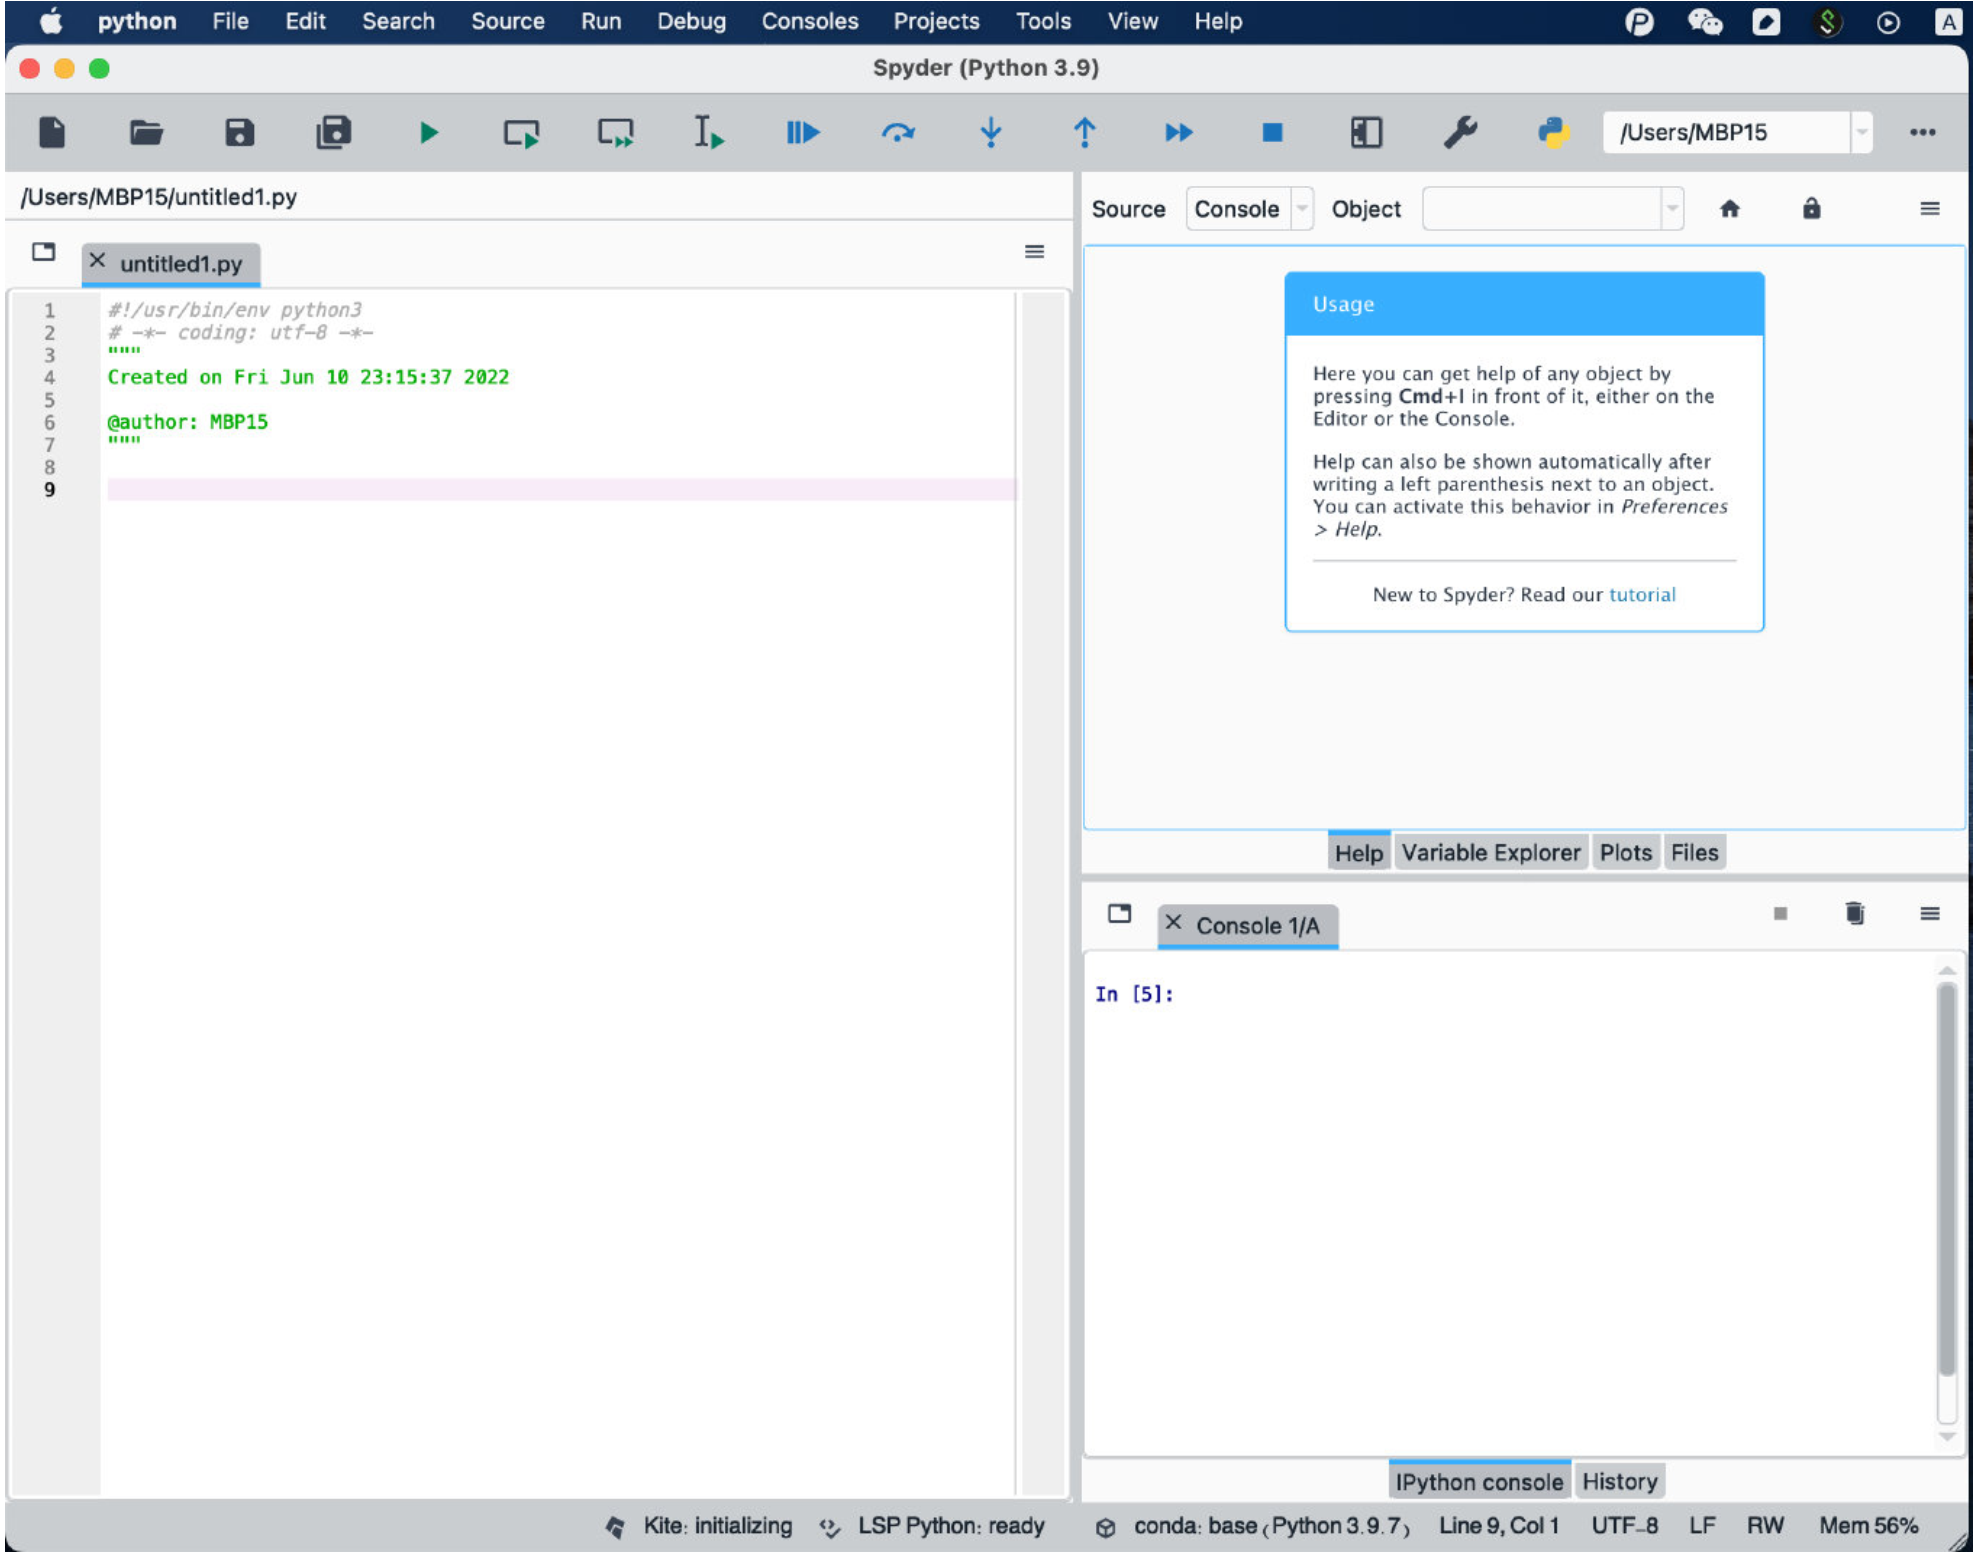 python File Edit Search Source Run Debug Consoles Projects Tools View Help
A
Spyder (Python 3.9)
/Users/MBP15
/Users/MBP15/untitled1.py
untitled1.py
1 #!/usr/bin/env python3
2 # -*- coding: utf-8 -*-
3 """
4 Created on Fri Jun 10 23:15:37 2022
5
6 @author: MBP15
7 """
8
9
Source Console Object
Usage
Here you can get help of any object by
pressing Cmd+I in front of it, either on the
Editor or the Console.
Help can also be shown automatically after
writing a left parenthesis next to an object.
You can activate this behavior in Preferences
> Help.
New to Spyder? Read our tutorial
Help Variable Explorer Plots Files
Console 1/A
In [5]:
IPython console History
Kite: initializing LSP Python: ready conda: base (Python 3.9.7) Line 9, Col 1 UTF-8 LF RW Mem 56%